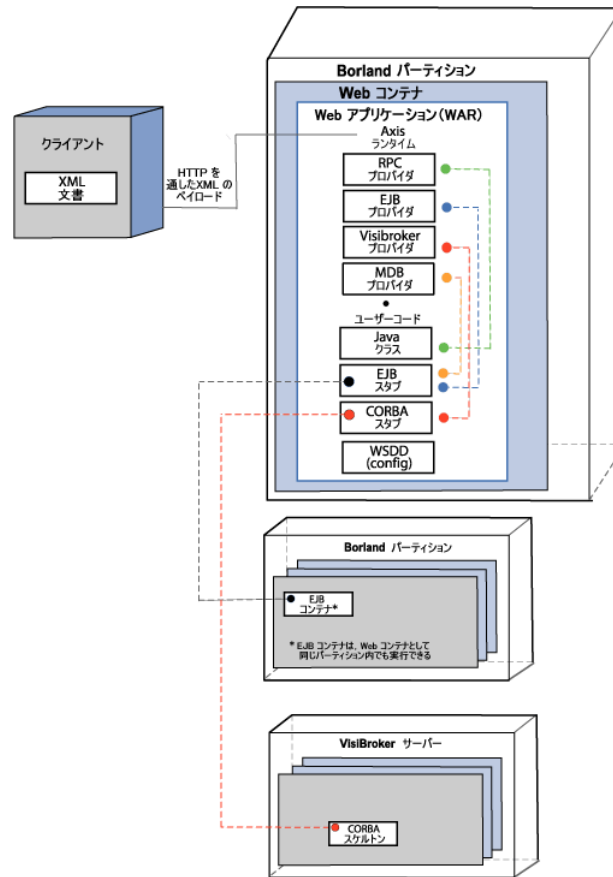 Borland パーティション
Web コンテナ
Web アプリケーション(WAR)
Axis
ランタイム
クライアント
XML
文書
HTTP を
通したXML の
ペイロード
RPC
プロバイダ
EJB
プロバイダ
Visibroker
プロバイダ
MDB
プロバイダ
ユーザーコード
Java
クラス
EJB
スタブ
CORBA
スタブ
WSDD
(config)
Borland パーティション
EJB
コンテナ*
* EJB コンテナは、Web コンテナとして
同じパーティション内でも実行できる
VisiBroker サーバー
CORBA
スケルトン